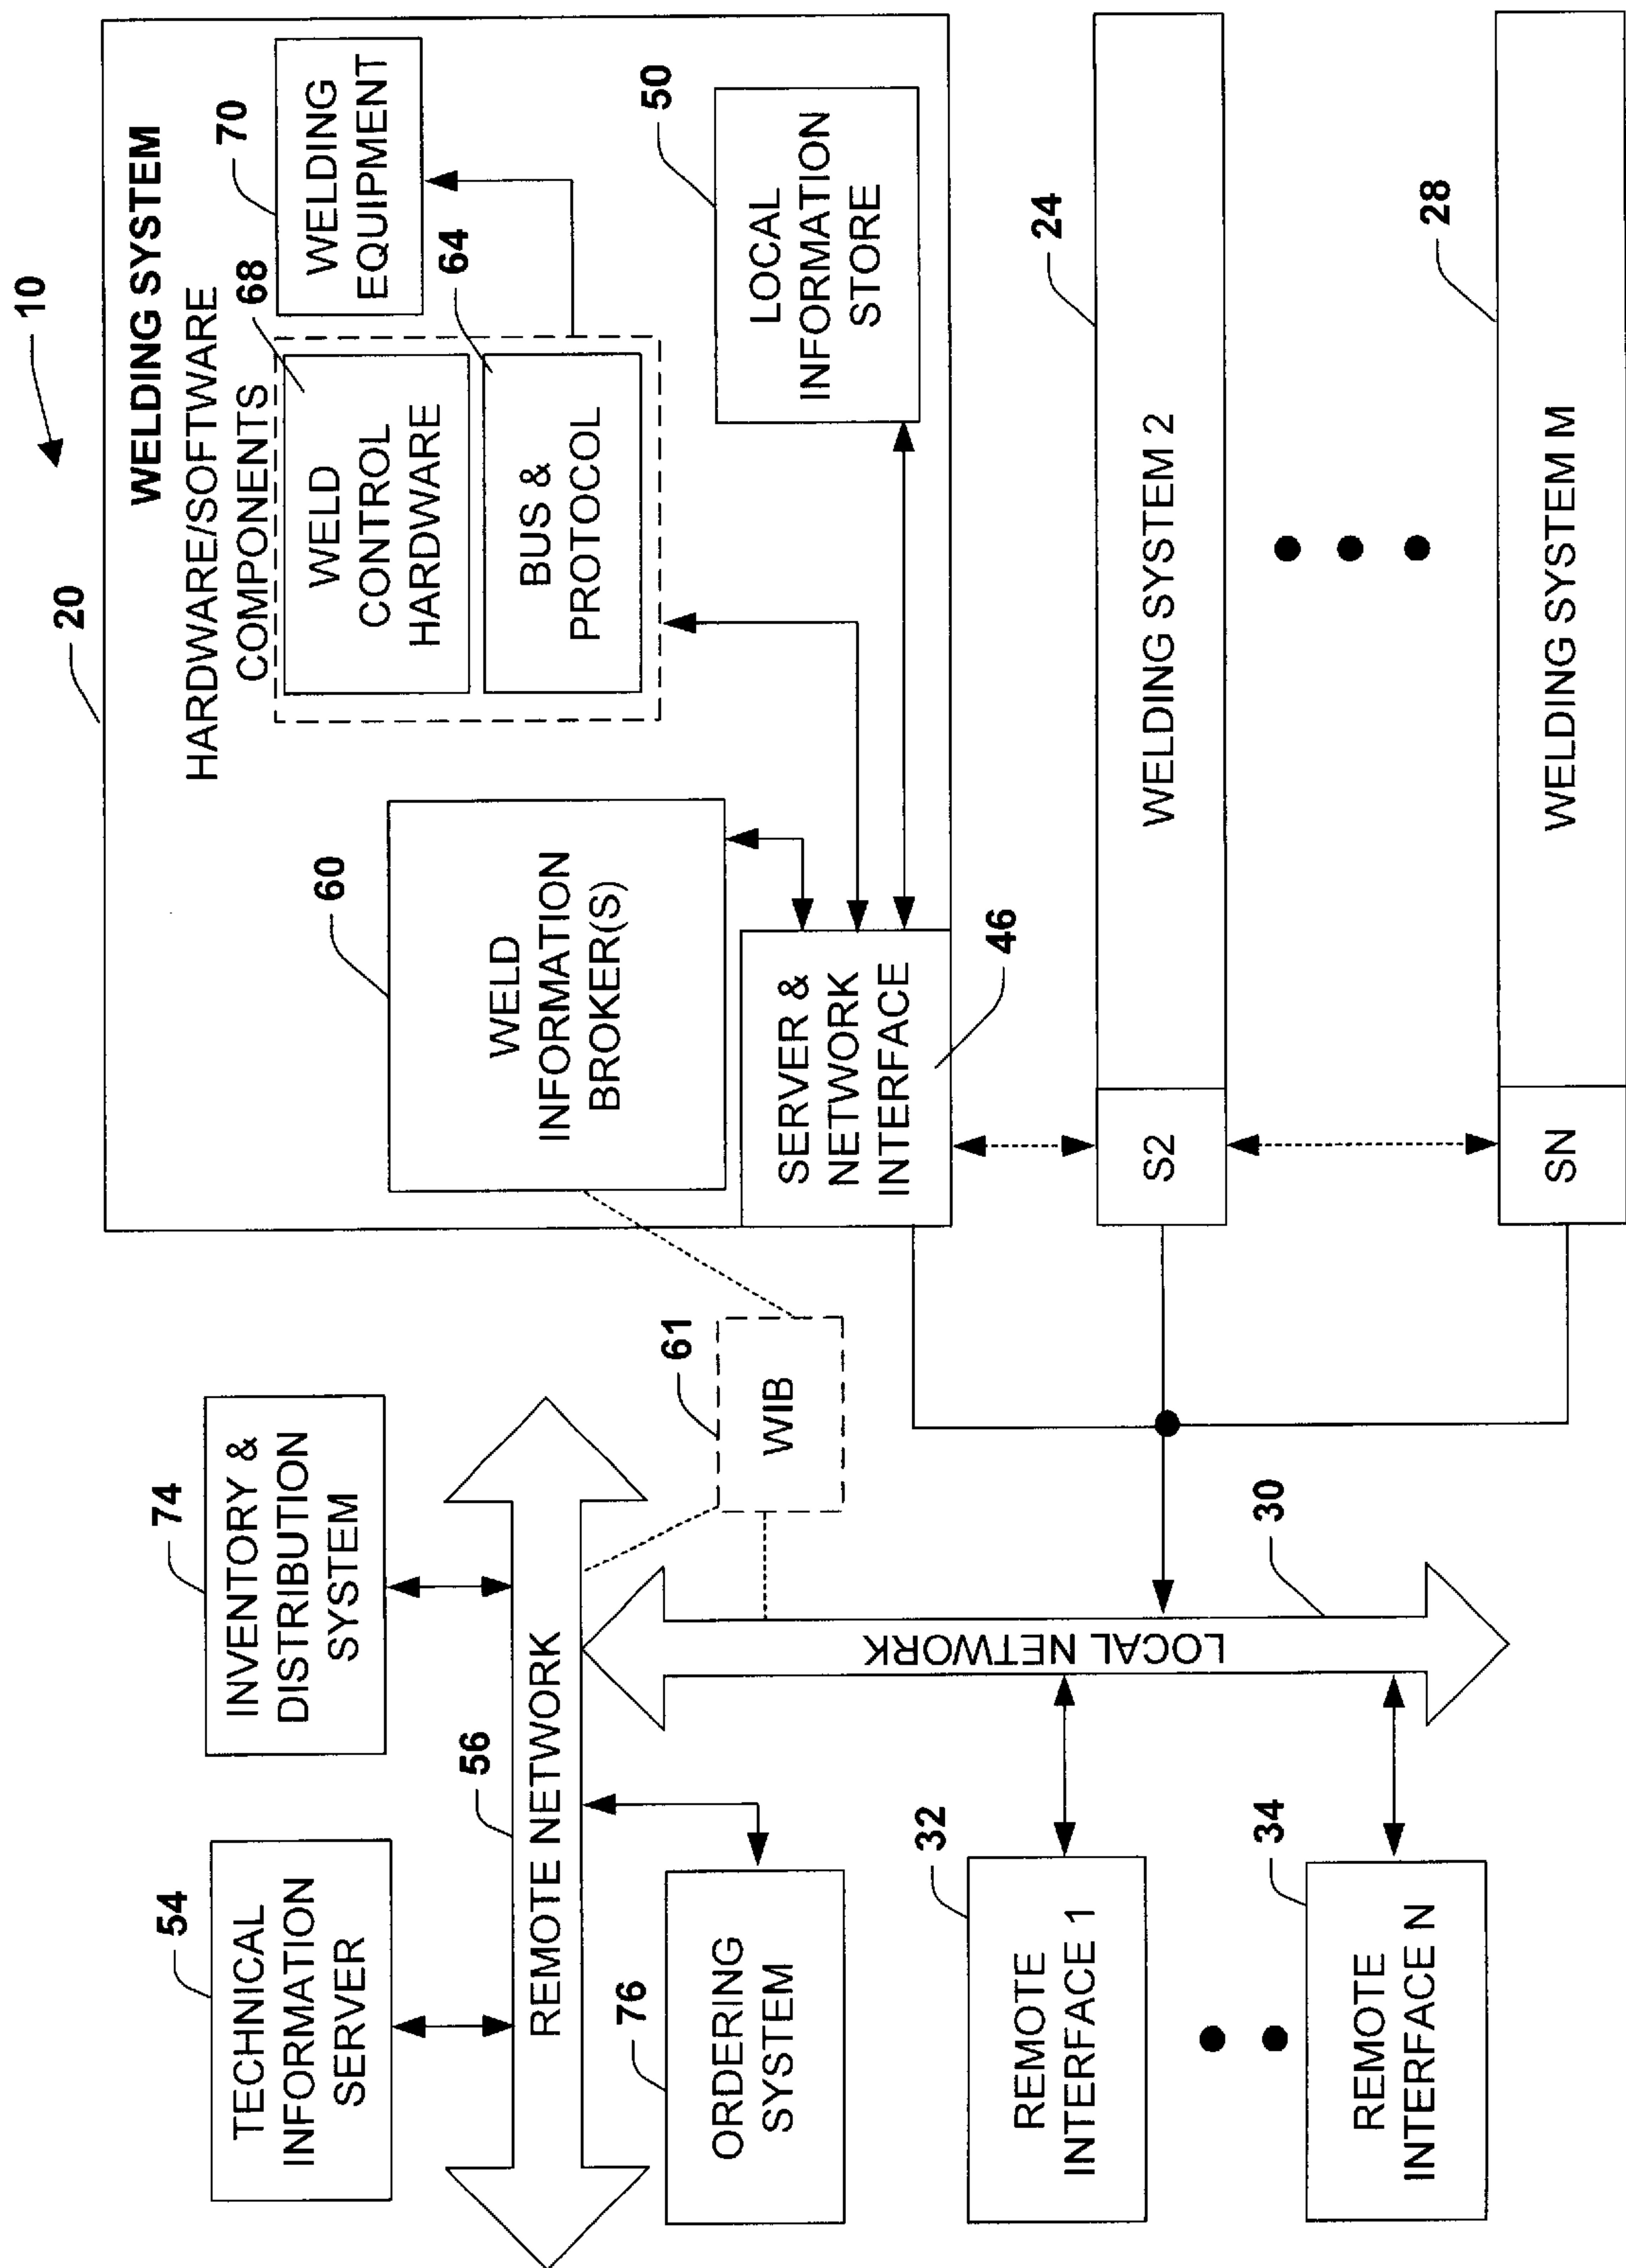 10
20
WELDING SYSTEM
HARDWARE/SOFTWARE
COMPONENTS
68
WELD
CONTROL
HARDWARE
64
BUS &
PROTOCOL
70
WELDING
EQUIPMENT
60
WELD
INFORMATION
BROKER(S)
50
LOCAL
INFORMATION
STORE
SERVER &
NETWORK
INTERFACE
46
S2
WELDING SYSTEM 2
24
SN
WELDING SYSTEM M
28
54
TECHNICAL
INFORMATION
SERVER
74
INVENTORY &
DISTRIBUTION
SYSTEM
56
REMOTE NETWORK
61
WIB
76
ORDERING
SYSTEM
LOCAL NETWORK
30
32
REMOTE
INTERFACE 1
34
REMOTE
INTERFACE N